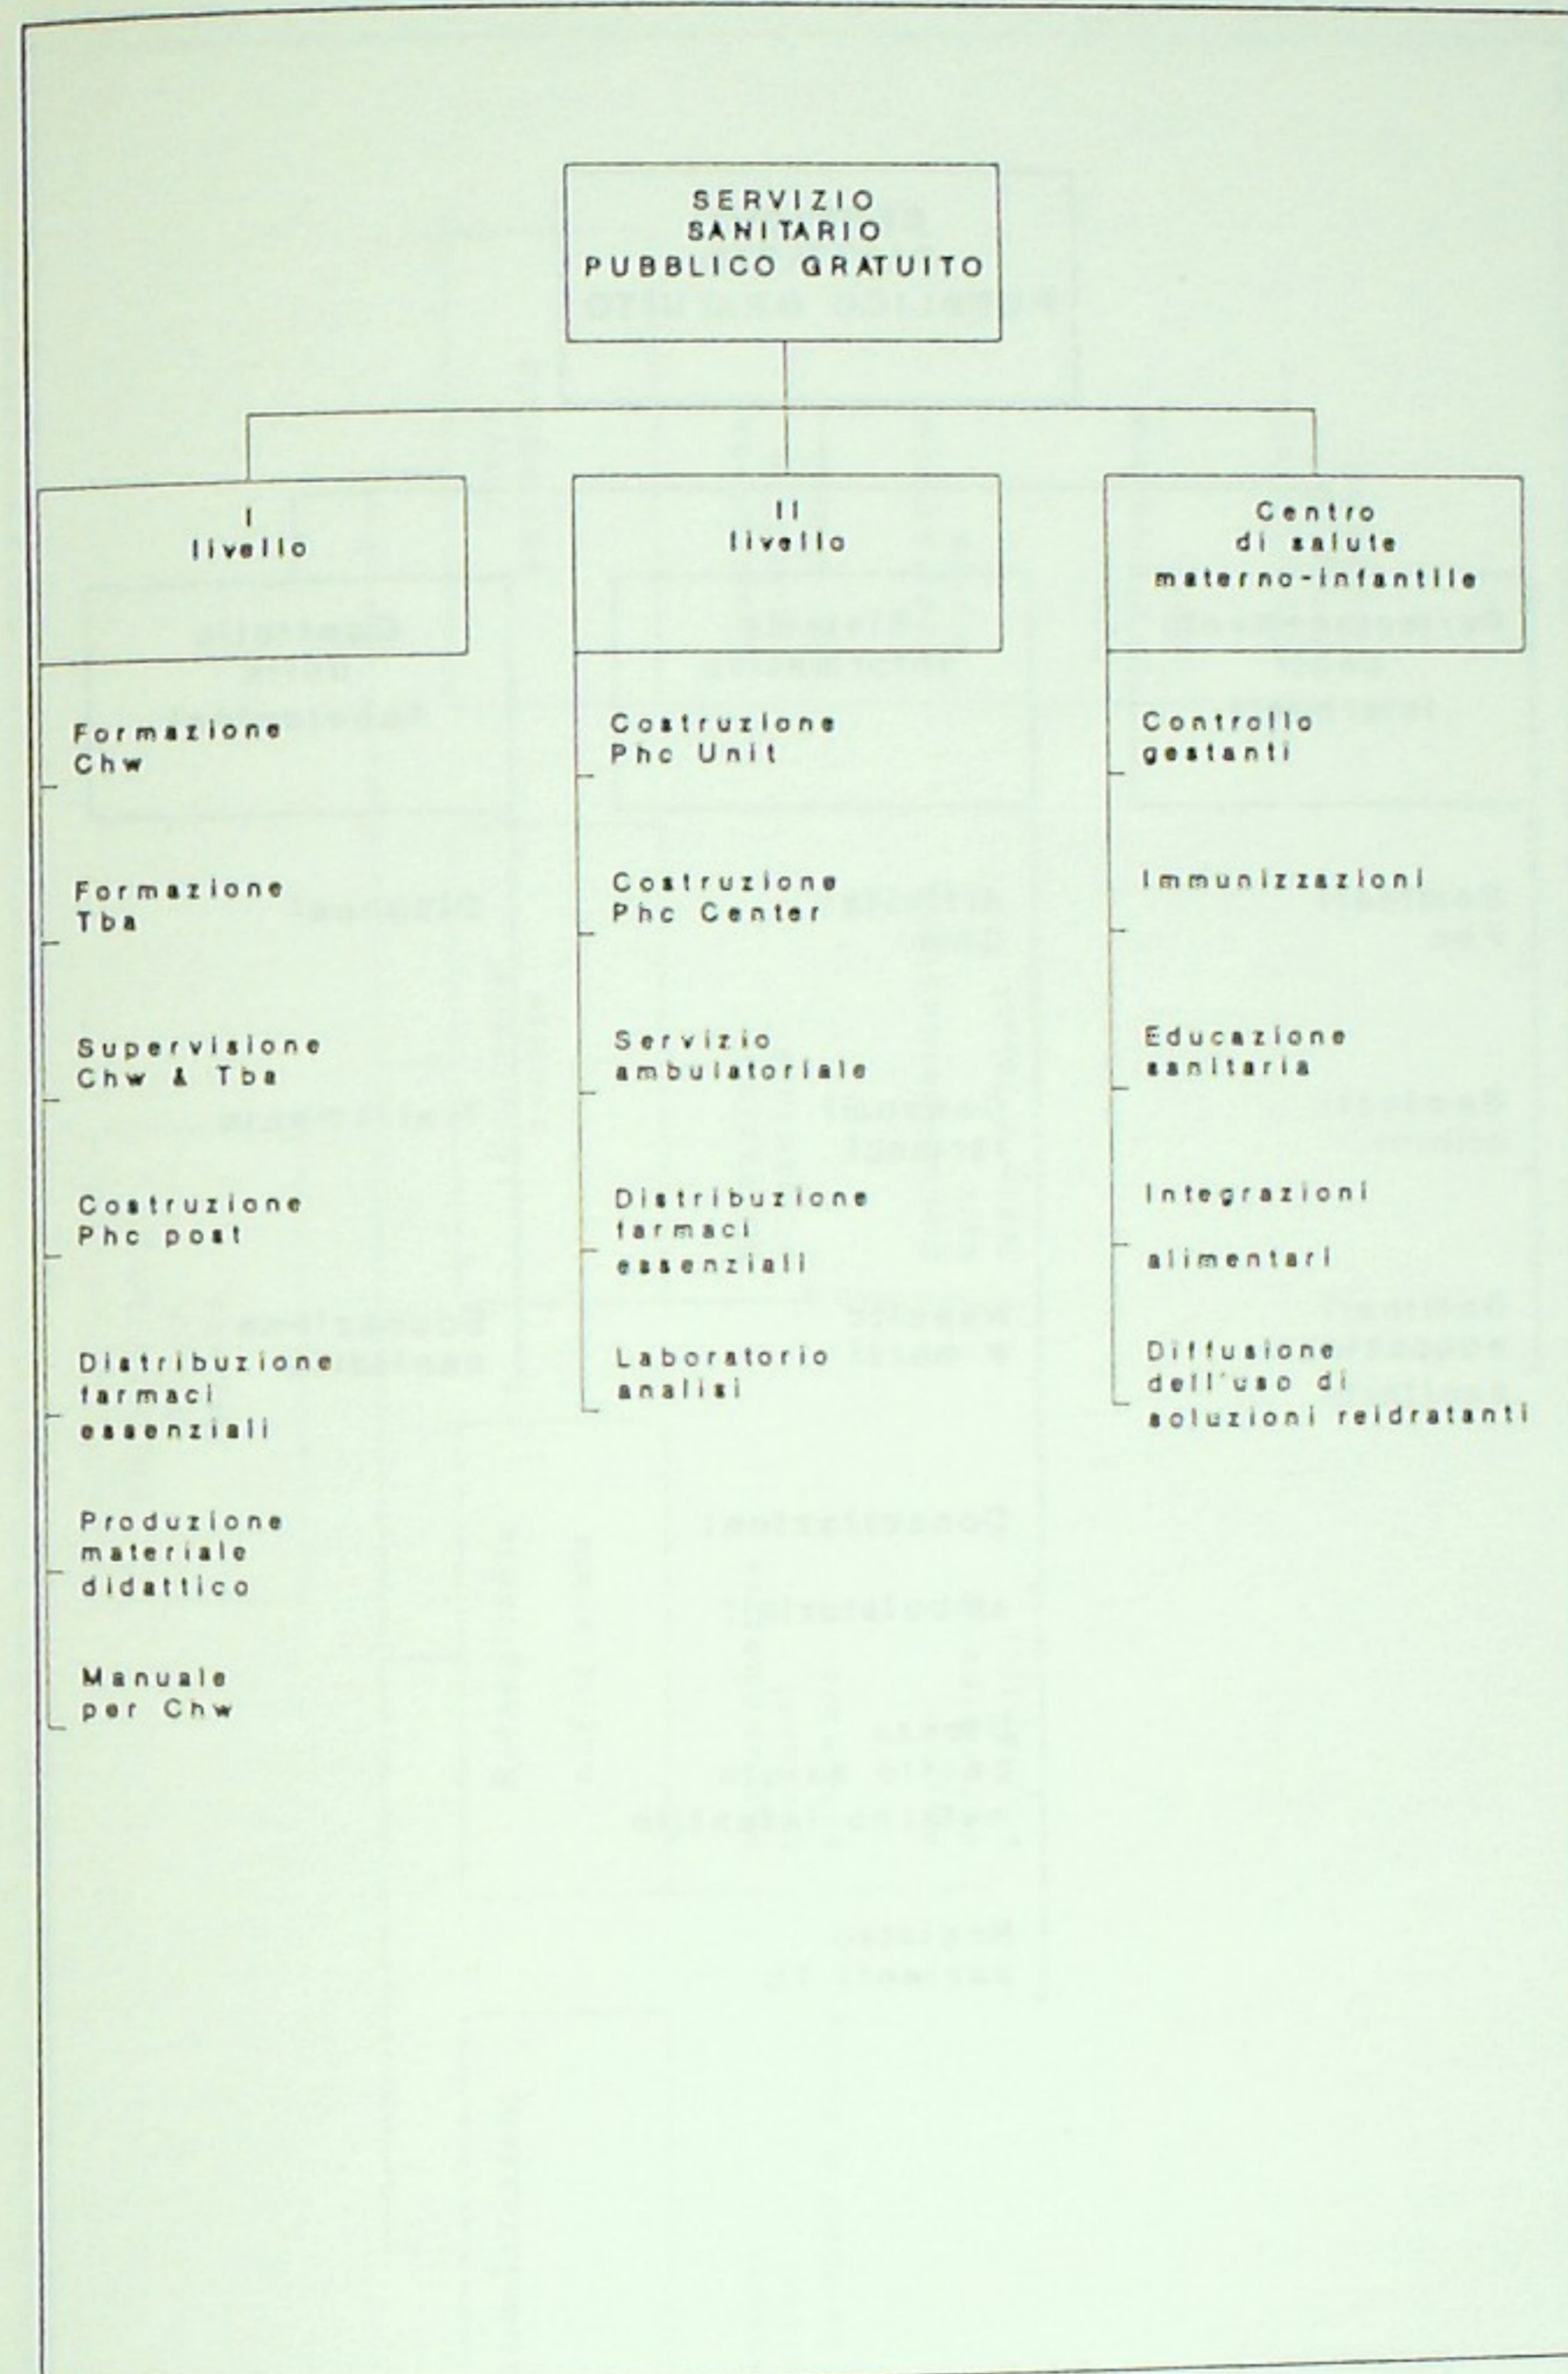 SERVIZIO
SANITARIO
PUBBLICO GRATUITO
I
livello
Formazione
Chw
Formazione
Tba
Supervisione
Chw & Tba
Costruzione
Phc post
Distribuzione
farmaci
essenziali
Produzione
materiale
didattico
Manuale
per Chw
II
livello
Costruzione
Phc Unit
Costruzione
Phc Center
Servizio
ambulatoriale
Distribuzione
farmaci
essenziali
Laboratorio
analisi
Centro
di salute
materno-infantile
Controllo
gestanti
Immunizzazioni
Educazione
sanitaria
Integrazioni
alimentari
Diffusione
dell'uso di
soluzioni reidratanti